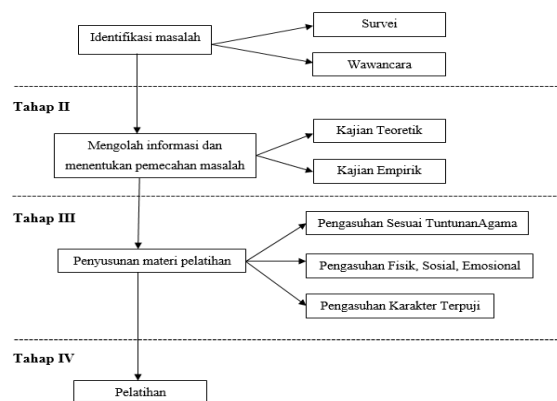 Identifikasi masalah
Survei
Wawancara
Tahap II
Mengolah informasi dan
menentukan pemecahan masalah
Kajian Teoretik
Kajian Empirik
Tahap III
Penyusunan materi pelatihan
Pengasuhan Sesuai TuntunanAgama
Pengasuhan Fisik, Sosial, Emosional
Pengasuhan Karakter Terpuji
Tahap IV
Pelatihan